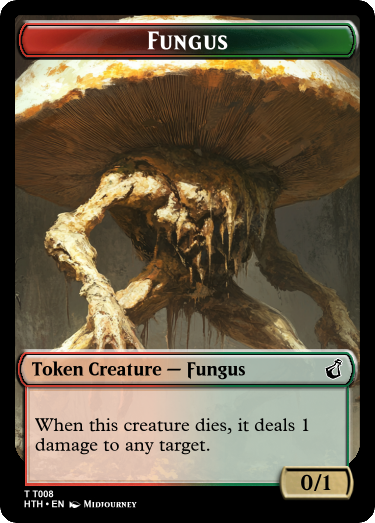 Fungus
Token Creature — Fungus
When this creature dies, it deals 1
damage to any target.
0/1
T T008
HTH • EN Midjourney